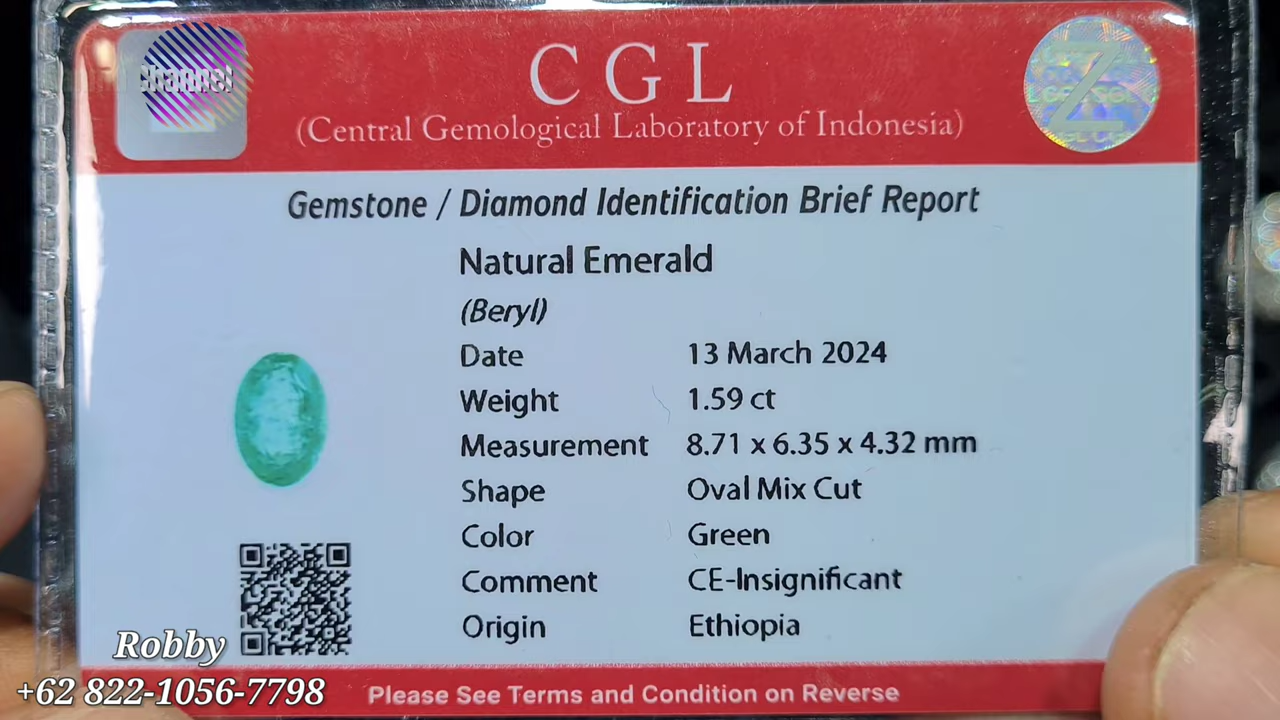 Channel
C G L
(Central Gemological Laboratory of Indonesia)
Gemstone / Diamond Identification Brief Report
Natural Emerald
(Beryl)
Date 13 March 2024
Weight 1.59 ct
Measurement 8.71 x 6.35 x 4.32 mm
Shape Oval Mix Cut
Color Green
Comment CE-Insignificant
Origin Ethiopia
Robby
+62 822-1056-7798
Please See Terms and Condition on Reverse